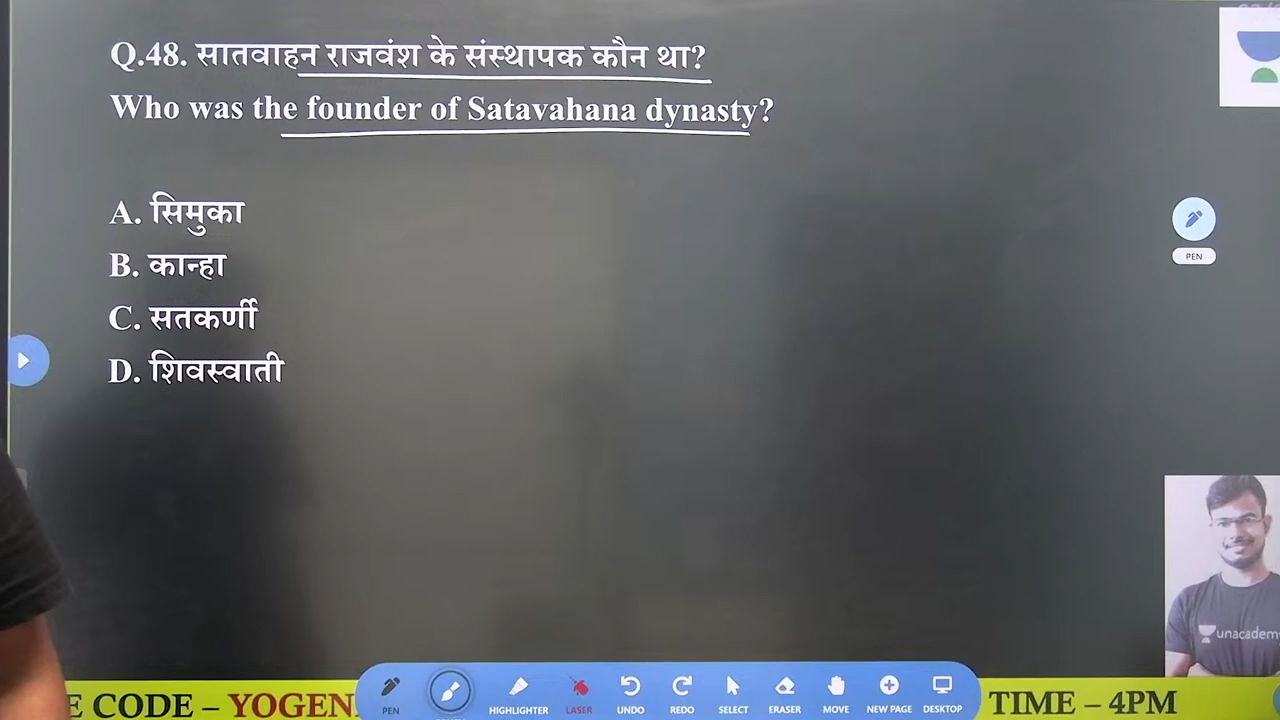 Q.48. सातवाहन राजवंश के संस्थापक कौन था?
Who was the founder of Satavahana dynasty?
A. सिमुका
B. कान्हा
C. सतकर्णी
D. शिवस्वाती
PEN
unacademy
E CODE – YOGEN
PEN
HIGHLIGHTER
LASER
UNDO
REDO
SELECT
ERASER
MOVE
NEW PAGE
DESKTOP
TIME – 4PM